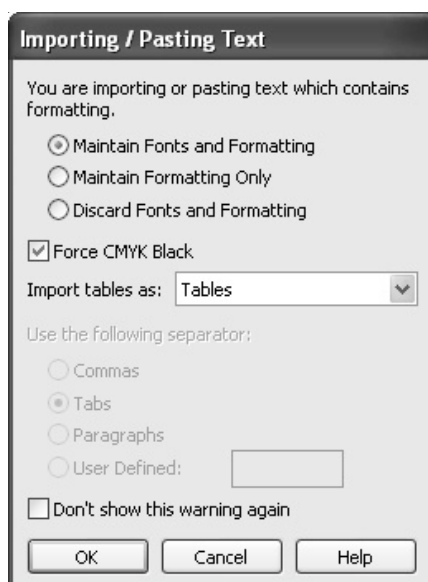 Importing / Pasting Text
You are importing or pasting text which contains
formatting.
Maintain Fonts and Formatting
Maintain Formatting Only
Discard Fonts and Formatting
Force CMYK Black
Import tables as: Tables
Use the following separator:
Commas
Tabs
Paragraphs
User Defined:
Don't show this warning again
OK Cancel Help